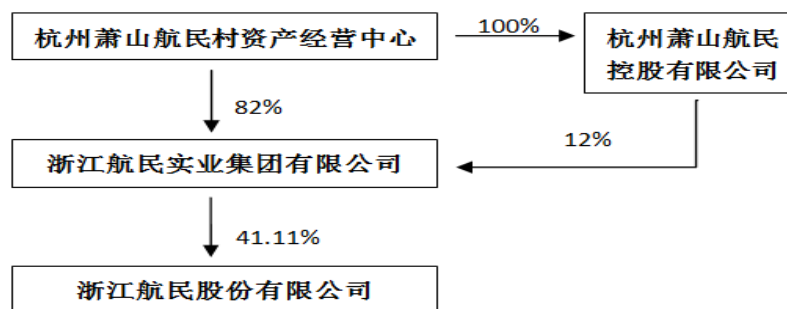 杭州萧山航民村资产经营中心
100%
杭州萧山航民
控股有限公司
82%
12%
浙江航民实业集团有限公司
41.11%
浙江航民股份有限公司